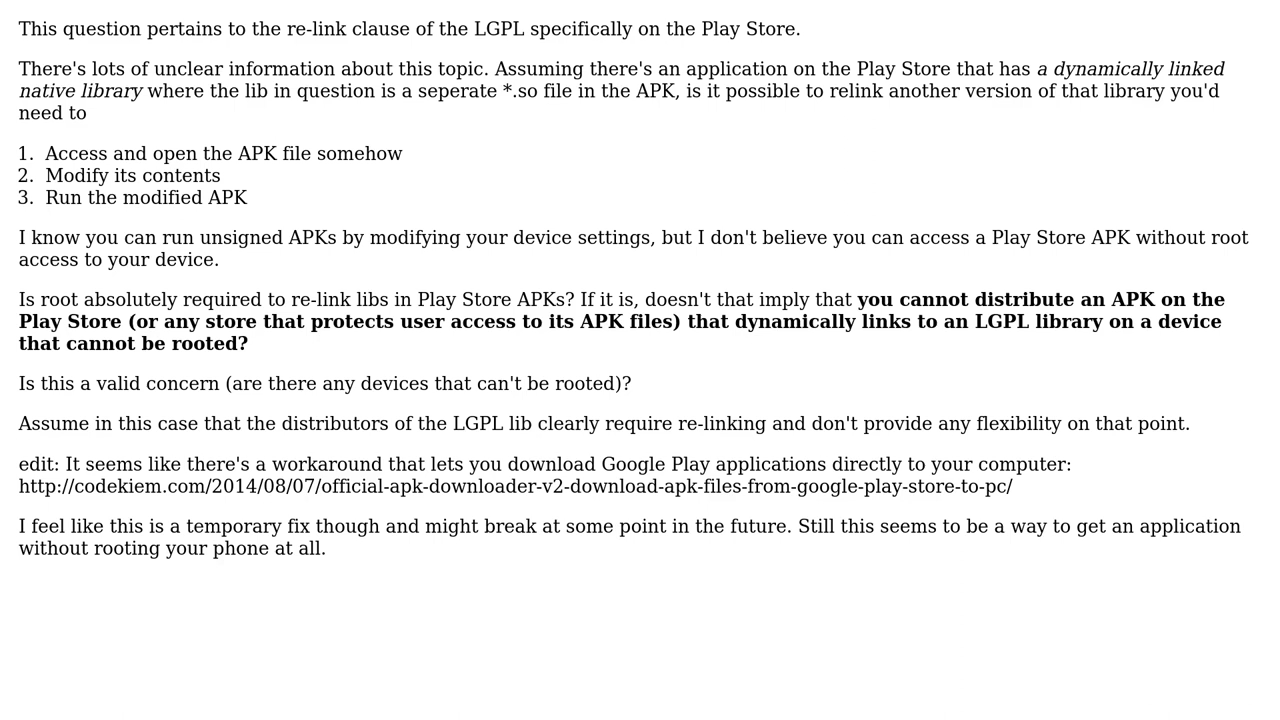 This question pertains to the re-link clause of the LGPL specifically on the Play Store.
There's lots of unclear information about this topic. Assuming there's an application on the Play Store that has a dynamically linked
native library where the lib in question is a seperate *.so file in the APK, is it possible to relink another version of that library you'd
need to
1. Access and open the APK file somehow
2. Modify its contents
3. Run the modified APK
I know you can run unsigned APKs by modifying your device settings, but I don't believe you can access a Play Store APK without root
access to your device.
Is root absolutely required to re-link libs in Play Store APKs? If it is, doesn't that imply that you cannot distribute an APK on the
Play Store (or any store that protects user access to its APK files) that dynamically links to an LGPL library on a device
that cannot be rooted?
Is this a valid concern (are there any devices that can't be rooted)?
Assume in this case that the distributors of the LGPL lib clearly require re-linking and don't provide any flexibility on that point.
edit: It seems like there's a workaround that lets you download Google Play applications directly to your computer:
http://codekiem.com/2014/08/07/official-apk-downloader-v2-download-apk-files-from-google-play-store-to-pc/
I feel like this is a temporary fix though and might break at some point in the future. Still this seems to be a way to get an application
without rooting your phone at all.